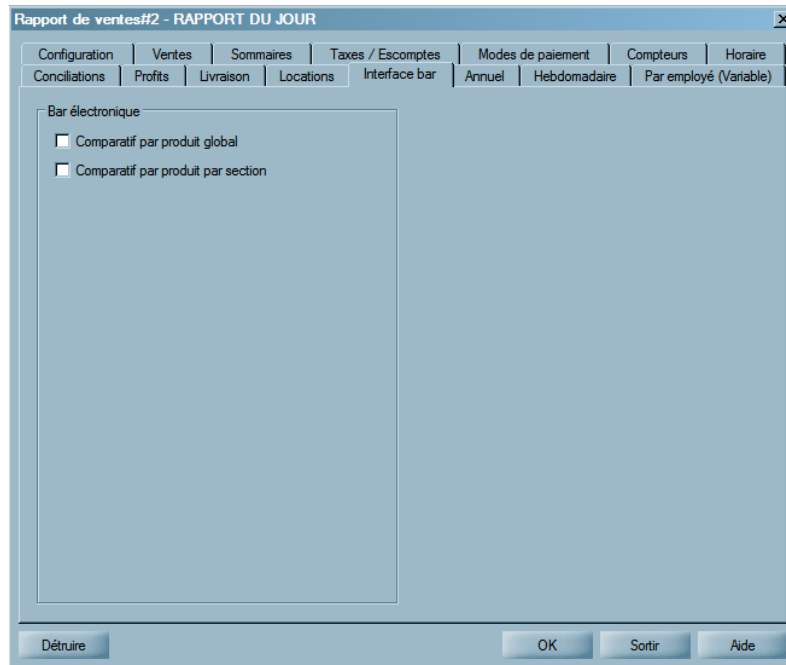 Rapport de ventes#2 - RAPPORT DU JOUR
Configuration Ventes Sommaires Taxes / Escomptes Modes de paiement Compteurs Horaire
Conciliations Profits Livraison Locations Interface bar Annuel Hebdomadaire Par employé (Variable)
Bar électronique
Comparatif par produit global
Comparatif par produit par section
Détruire OK Sortir Aide